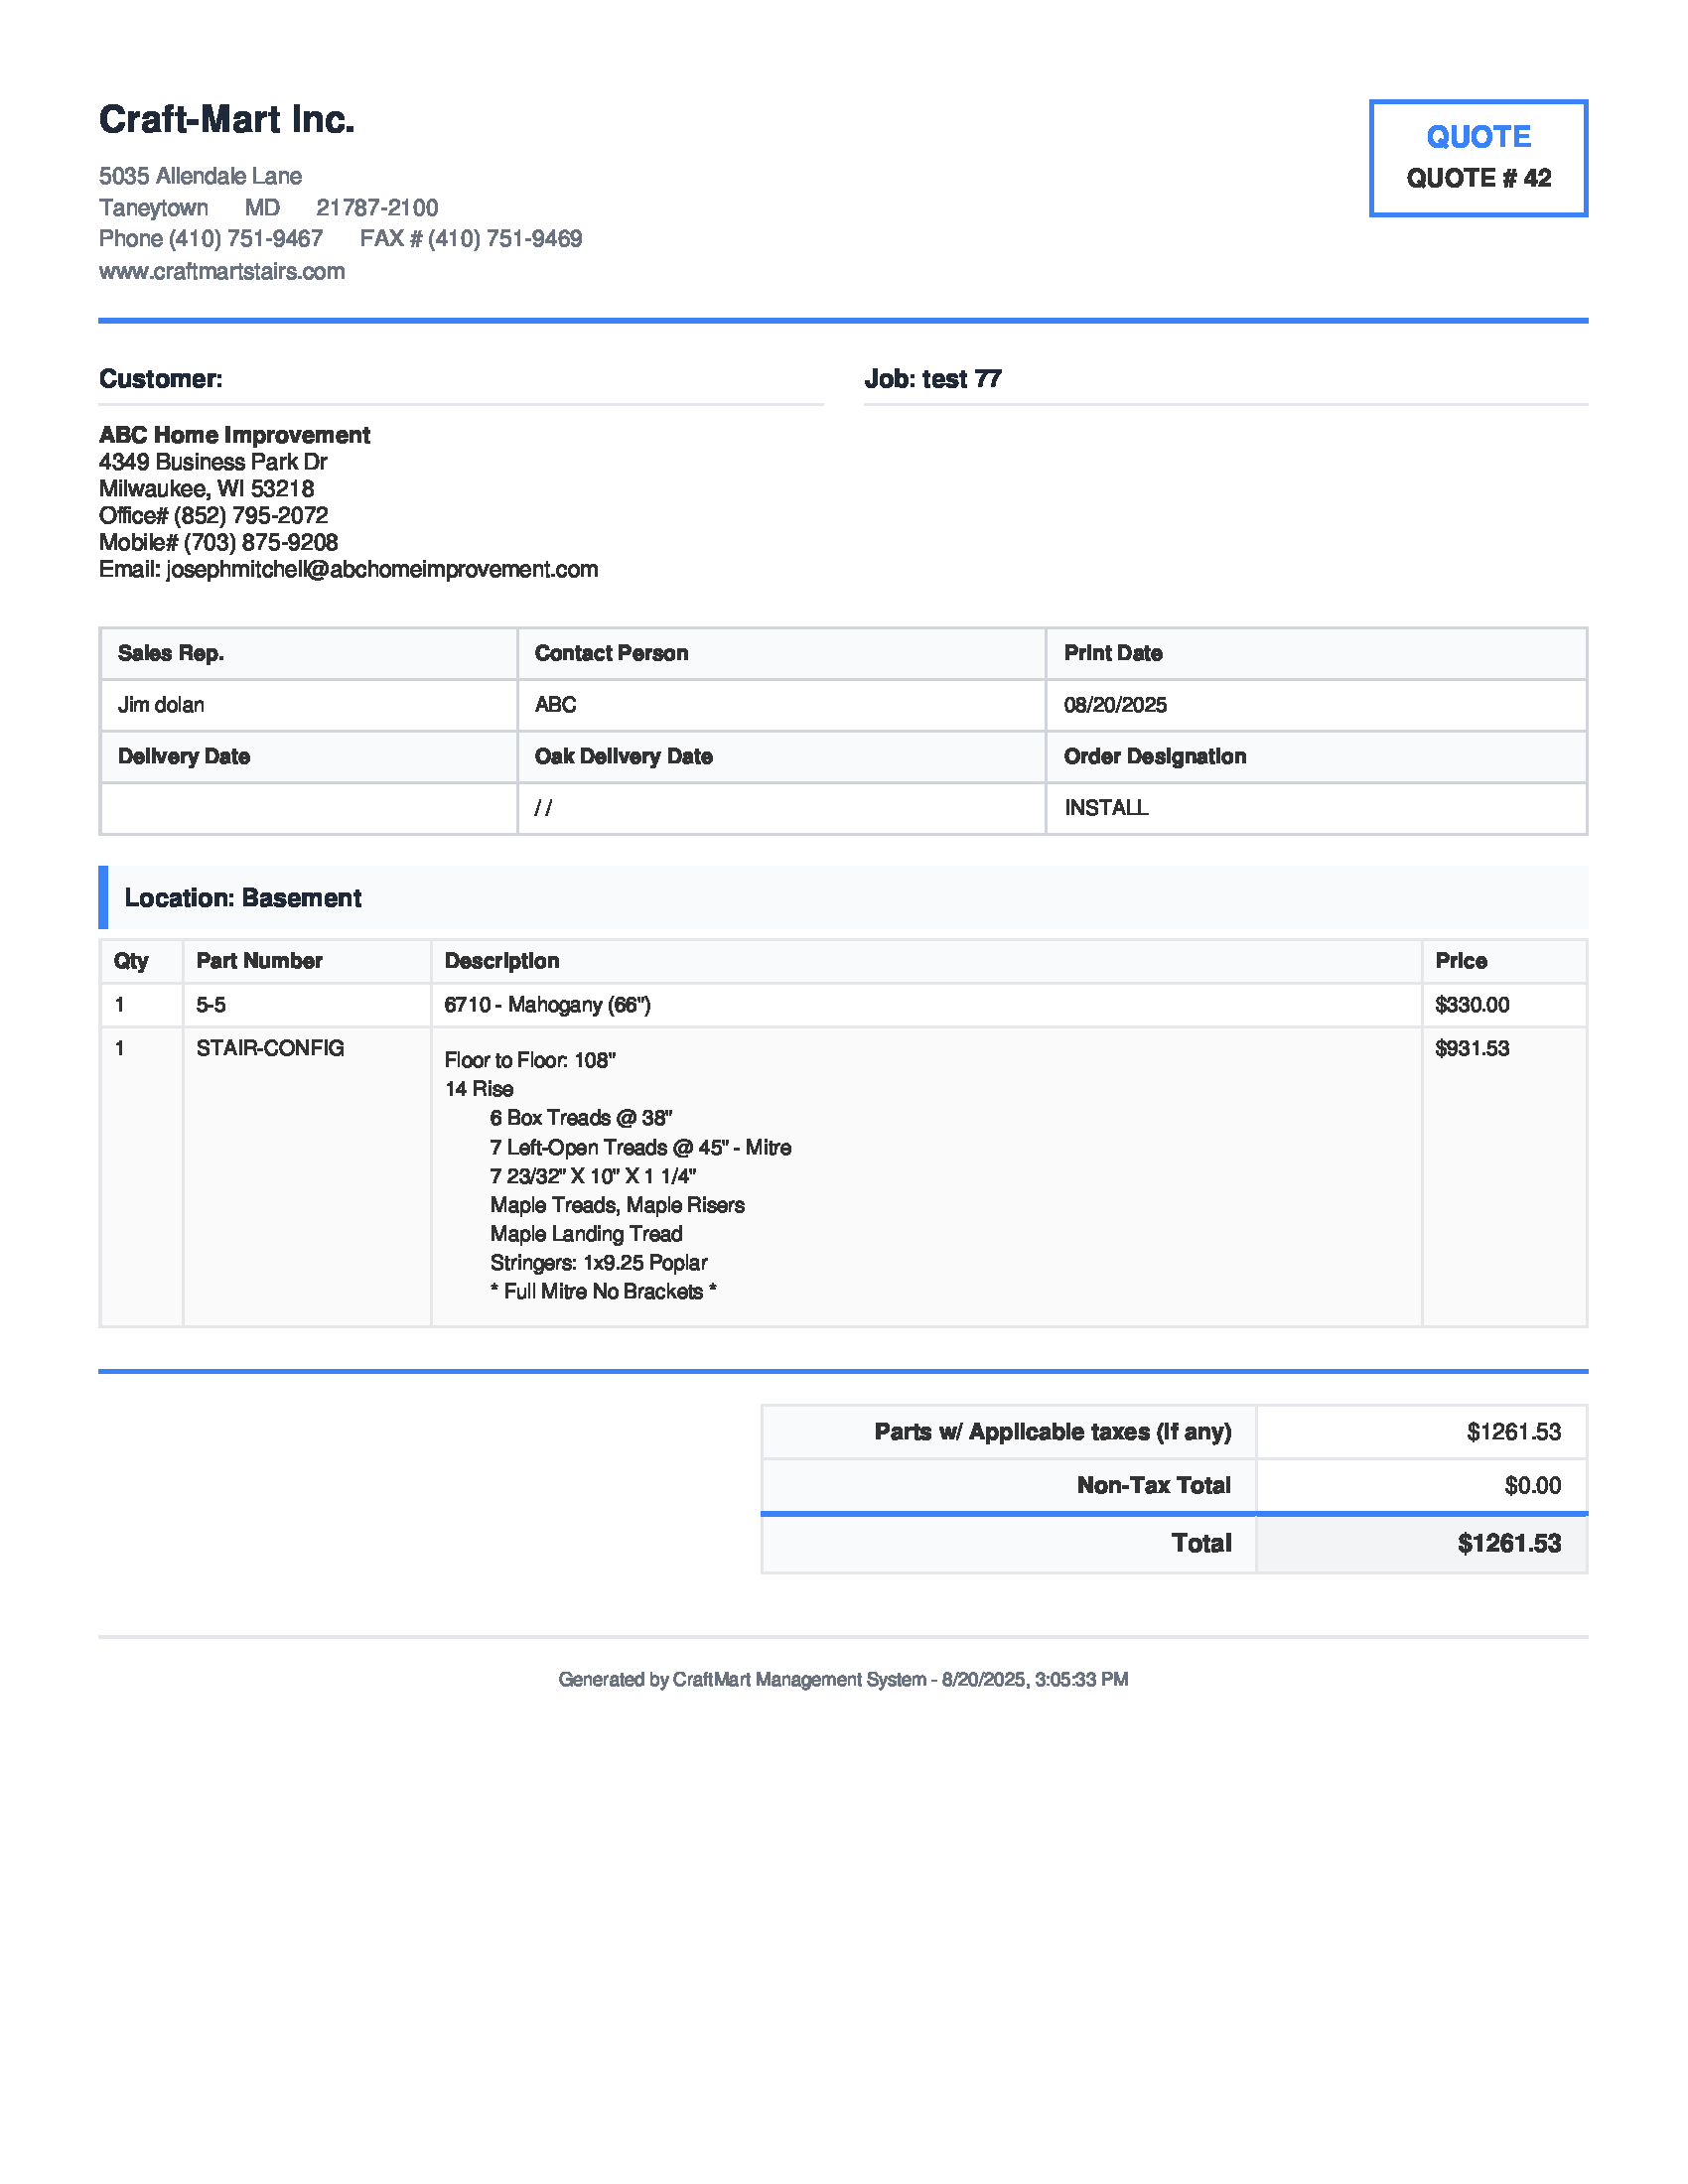 Craft-Mart Inc.
5035 Allendale Lane
Taneytown MD 21787-2100
Phone (410) 751-9467 FAX # (410) 751-9469
www.craftmartstairs.com
QUOTE
QUOTE # 42
Customer:
ABC Home Improvement
4349 Business Park Dr
Milwaukee, WI 53218
Office# (852) 795-2072
Mobile# (703) 875-9208
Email: josephmitchell@abchomeimprovement.com
Job: test 77
Sales Rep. Contact Person Print Date
Jim dolan ABC 08/20/2025
Delivery Date Oak Delivery Date Order Designation
/ / INSTALL
Location: Basement
Qty Part Number Description Price
1 5-5 6710 - Mahogany (66") $330.00
1 STAIR-CONFIG Floor to Floor: 108" $931.53
14 Rise
6 Box Treads @ 38"
7 Left-Open Treads @ 45" - Mitre
7 23/32" X 10" X 1 1/4"
Maple Treads, Maple Risers
Maple Landing Tread
Stringers: 1x9.25 Poplar
* Full Mitre No Brackets *
Parts w/ Applicable taxes (if any) $1261.53
Non-Tax Total $0.00
Total $1261.53
Generated by CraftMart Management System - 8/20/2025, 3:05:33 PM